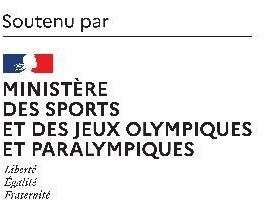 Soutenu par
MINISTÈRE
DES SPORTS
ET DES JEUX OLYMPIQUES
ET PARALYMPIQUES
Liberté
Égalité
Fraternité